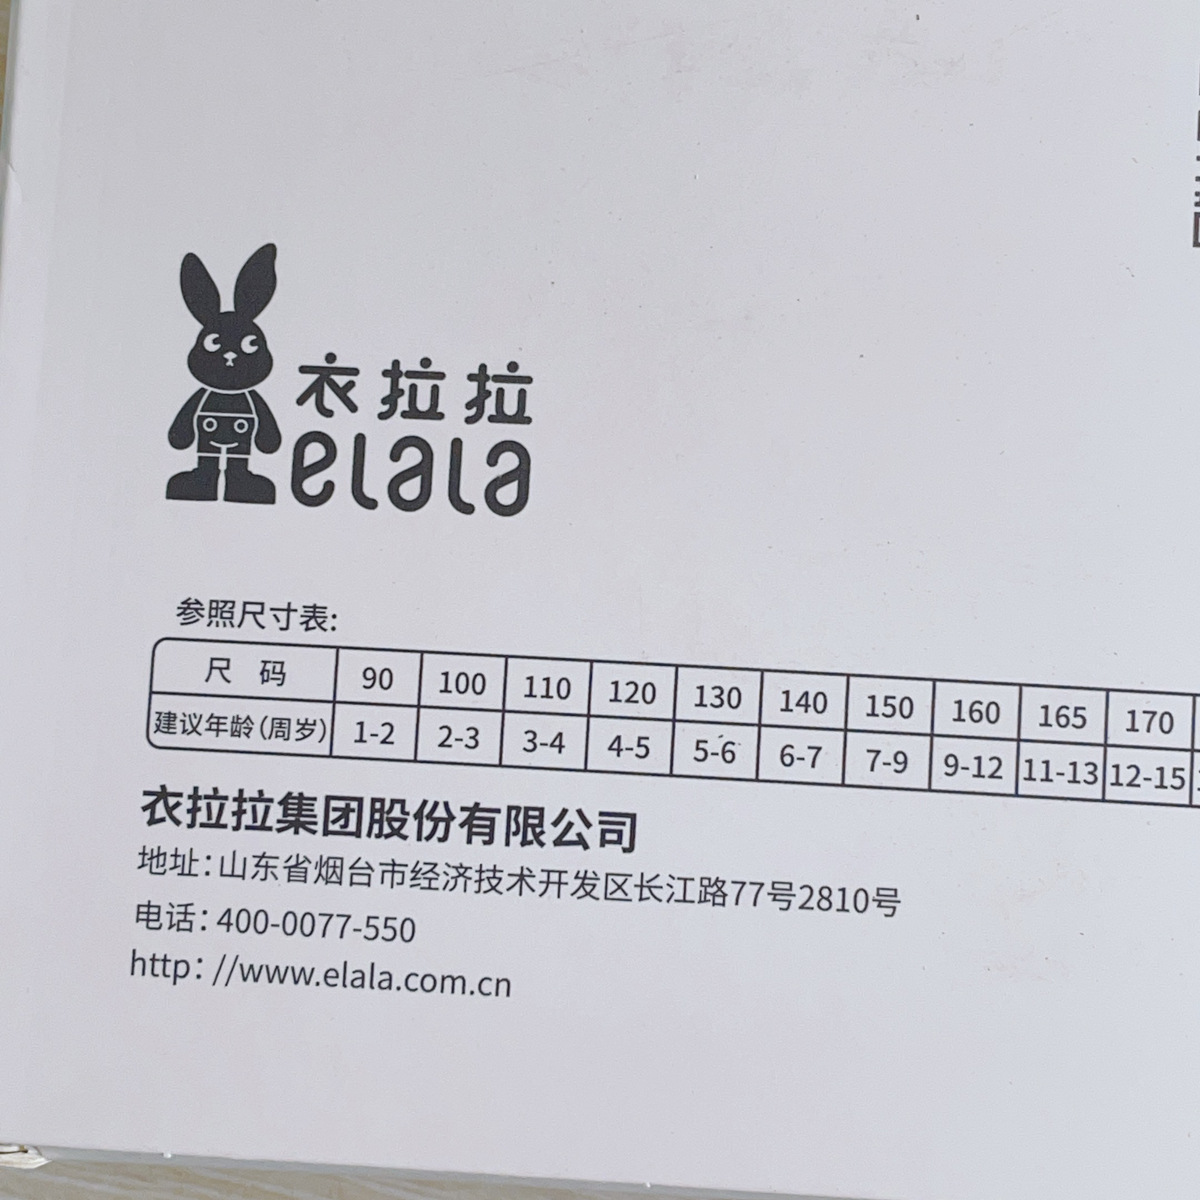 衣拉拉
elala
参照尺寸表:
尺 码 90 100 110 120 130 140 150 160 165 170
建议年龄(周岁) 1-2 2-3 3-4 4-5 5-6 6-7 7-9 9-12 11-13 12-15
衣拉拉集团股份有限公司
地址:山东省烟台市经济技术开发区长江路77号2810号
电话:400-0077-550
http://www.elala.com.cn